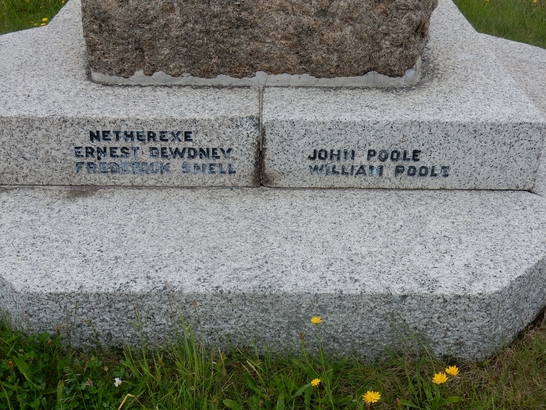 NETHEREXE
ERNEST DEWDNEY
FREDERICK SNELL
JOHN POOLE
WILLIAM POOLE